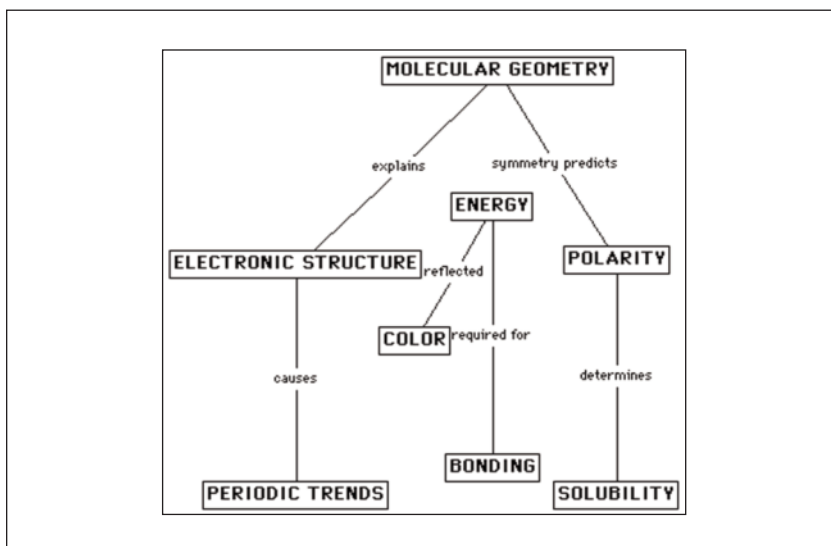 MOLECULAR GEOMETRY
explains
symmetry predicts
ENERGY
ELECTRONIC STRUCTURE
reflected
POLARITY
COLOR
required for
causes
determines
BONDING
PERIODIC TRENDS
SOLUBILITY